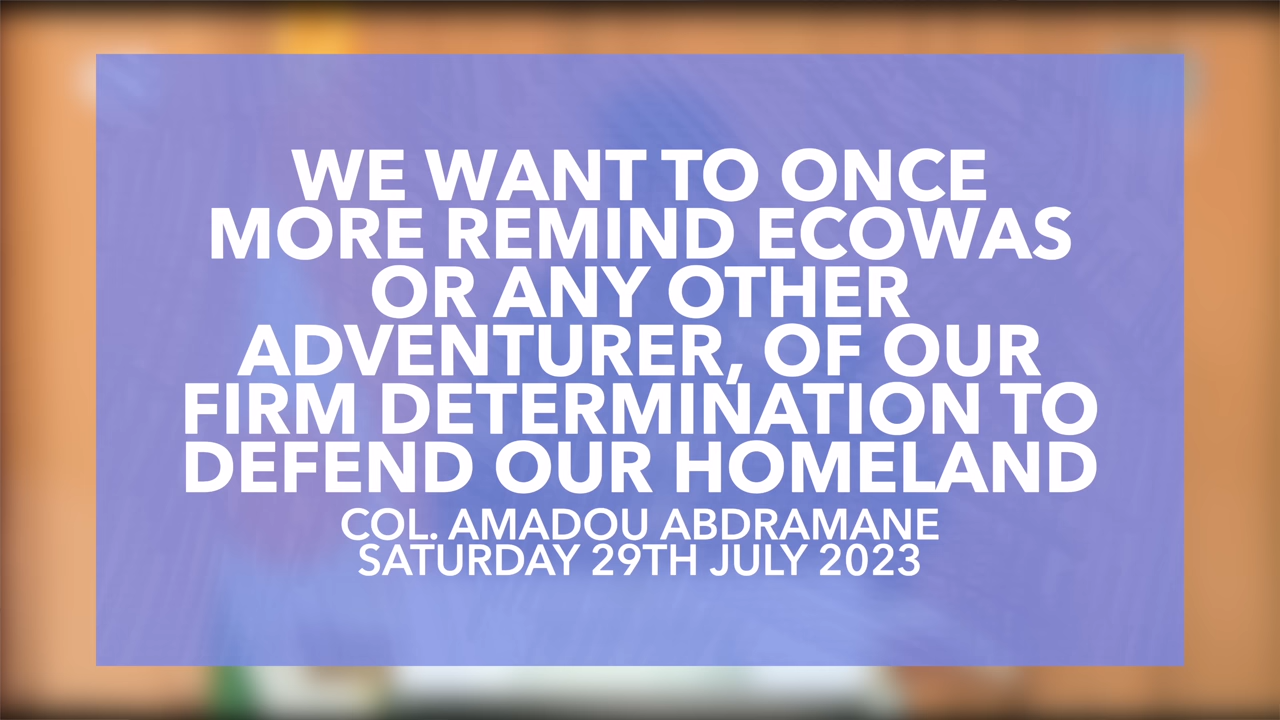 WE WANT TO ONCE
MORE REMIND ECOWAS
OR ANY OTHER
ADVENTURER, OF OUR
FIRM DETERMINATION TO
DEFEND OUR HOMELAND
COL. AMADOU ABDRAMANE
SATURDAY 29TH JULY 2023